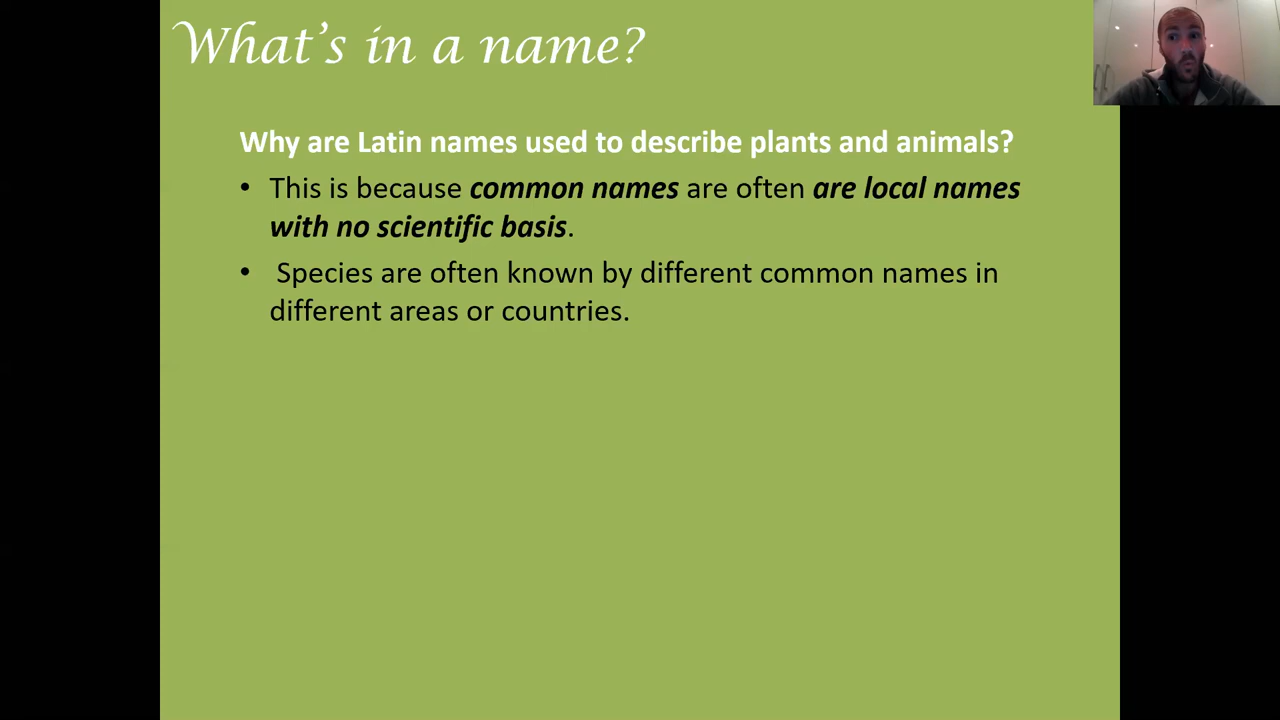 What's in a name?
Why are Latin names used to describe plants and animals?
• This is because common names are often are local names
with no scientific basis.
• Species are often known by different common names in
different areas or countries.